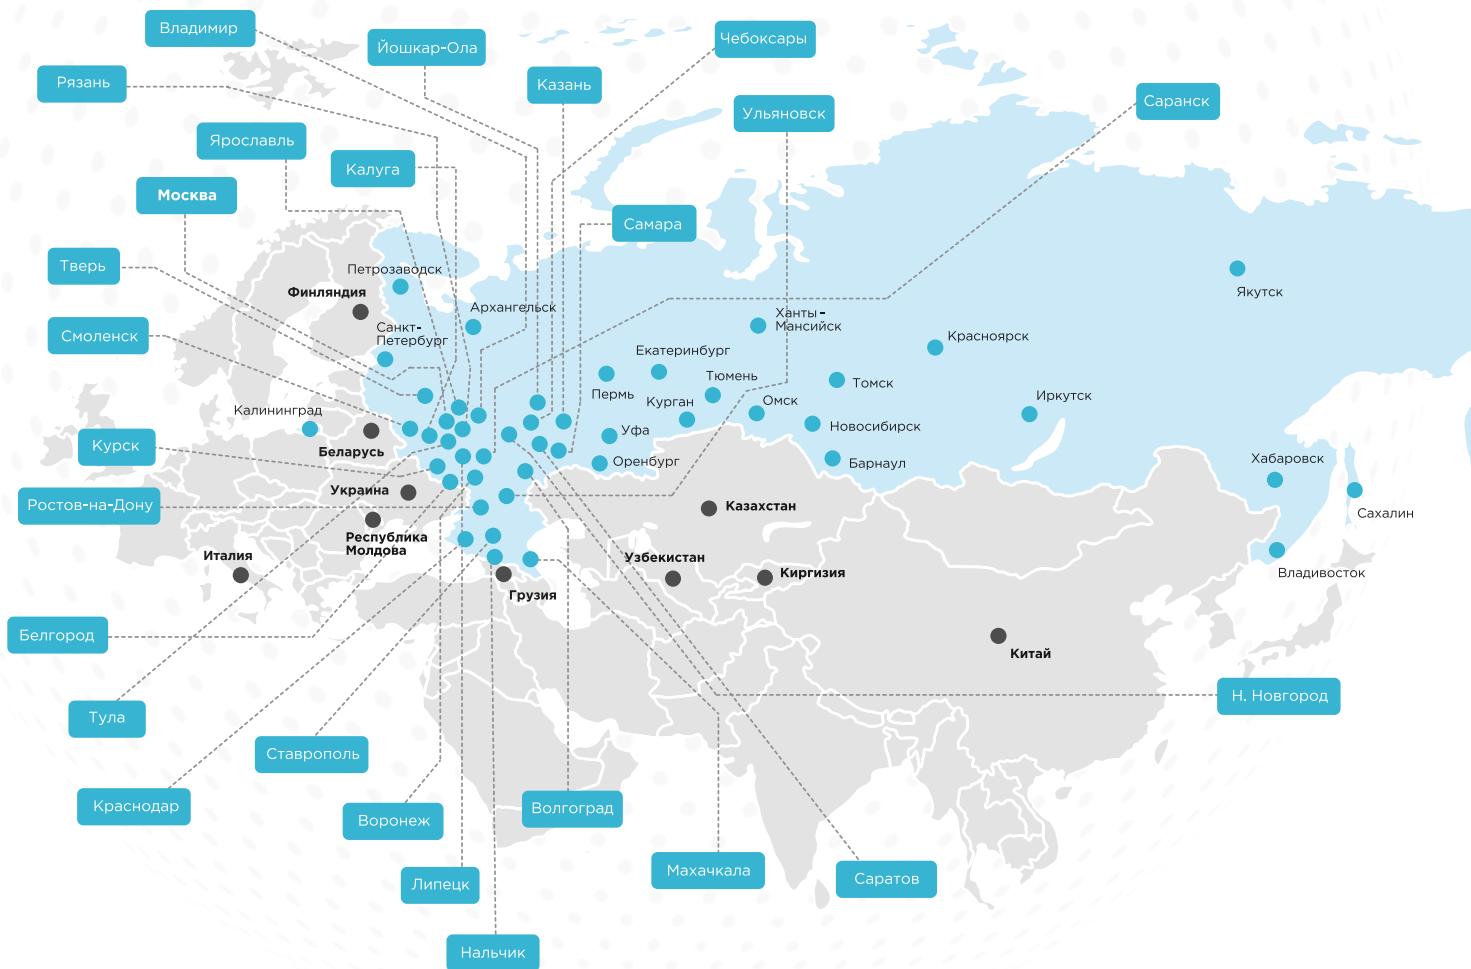 Владимир
Йошкар-Ола
Чебоксары
Рязань
Казань
Саранск
Ульяновск
Ярославль
Калуга
Москва
Самара
Тверь
Петрозаводск
Финляндия
Якутск
Архангельск
Ханты-
Мансийск
Смоленск
Санкт-
Петербург
Красноярск
Екатеринбург
Тюмень
Томск
Пермь
Курган
Омск
Иркутск
Калининград
Новосибирск
Уфа
Курск
Беларусь
Оренбург
Барнаул
Хабаровск
Украина
Ростов-на-Дону
Казахстан
Сахалин
Республика
Молдова
Италия
Узбекистан
Киргизия
Владивосток
Грузия
Белгород
Китай
Н. Новгород
Тула
Ставрополь
Краснодар
Воронеж
Волгоград
Махачкала
Саратов
Липецк
Нальчик